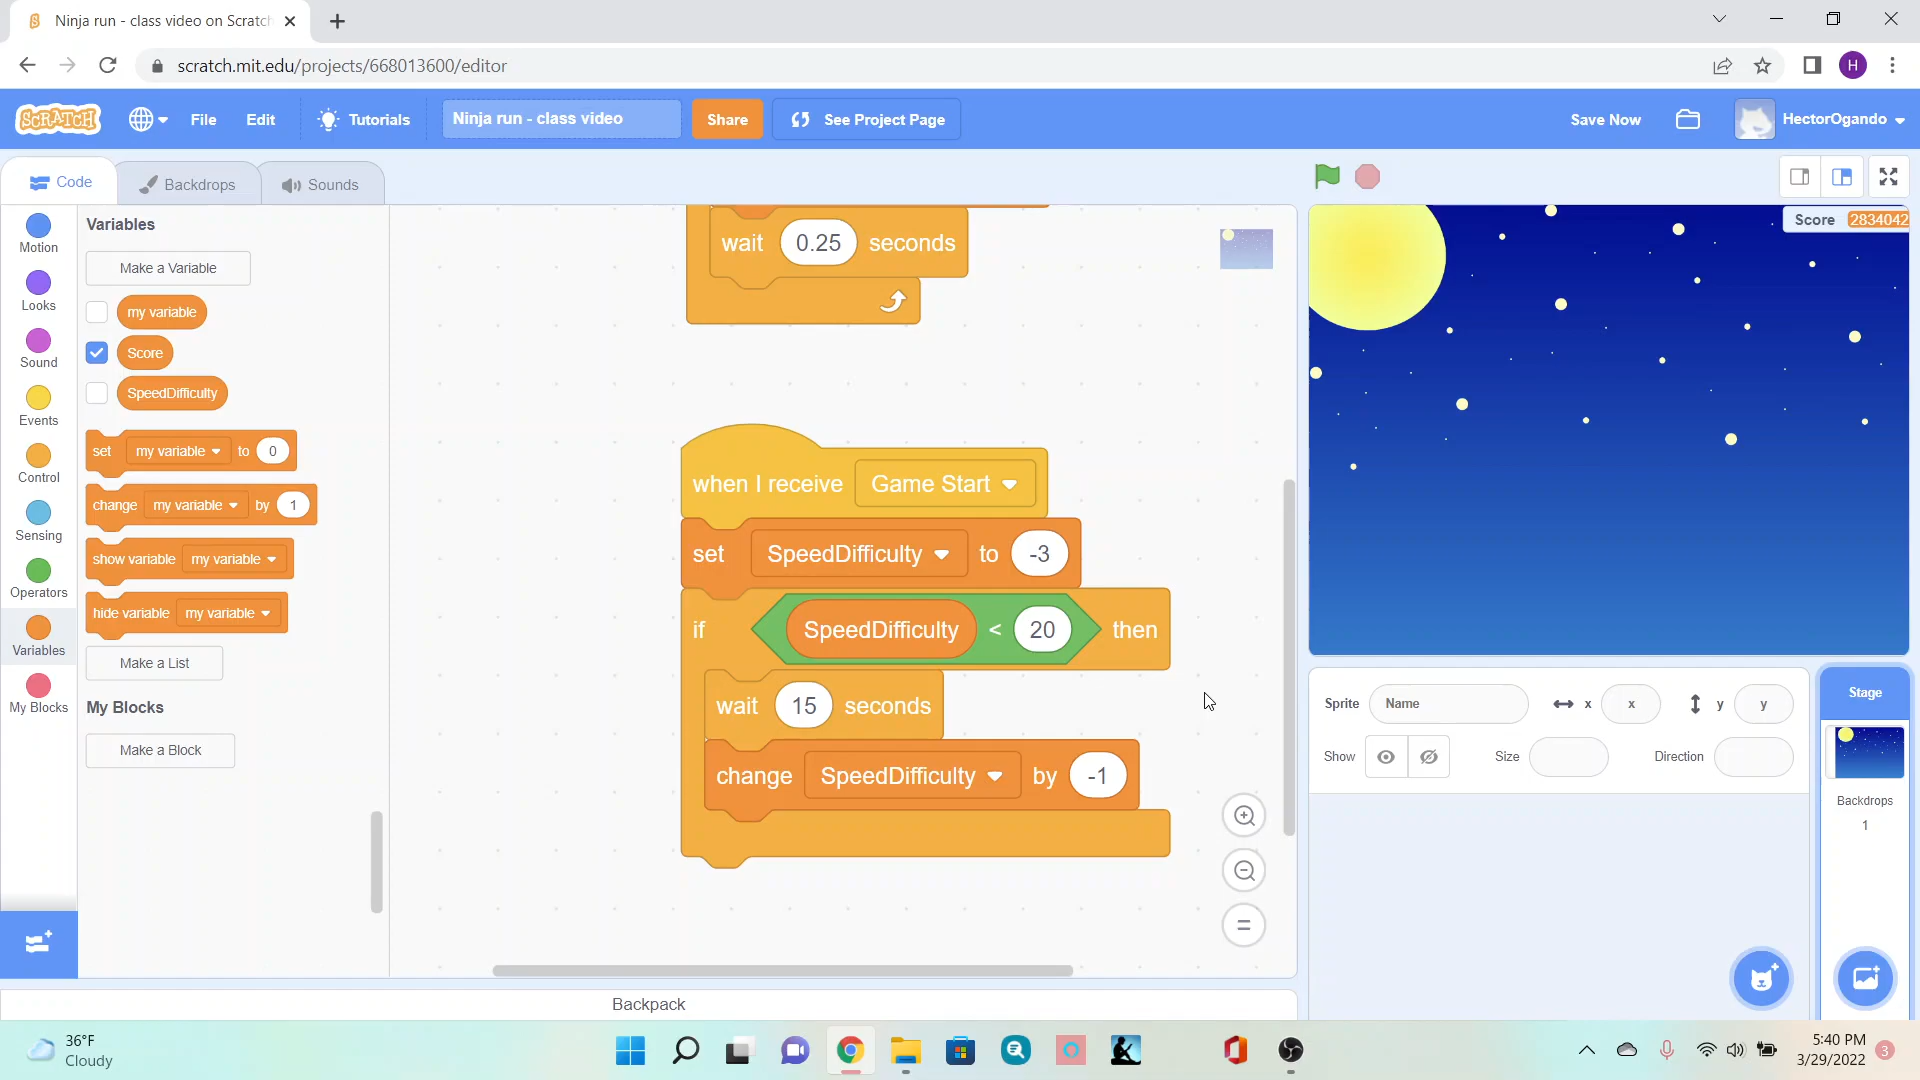 Ninja run - class video on Scratch
scratch.mit.edu/projects/668013600/editor
H
SCRATCH
File
Edit
Tutorials
Ninja run - class video
Share
See Project Page
Save Now
HectorOgando
Code
Backdrops
Sounds
Motion
Looks
Sound
Events
Control
Sensing
Operators
Variables
My Blocks
Variables
Make a Variable
my variable
Score
SpeedDifficulty
set my variable to 0
change my variable by 1
show variable my variable
hide variable my variable
Make a List
My Blocks
Make a Block
wait 0.25 seconds
when I receive Game Start
set SpeedDifficulty to -3
if SpeedDifficulty < 20 then
wait 15 seconds
change SpeedDifficulty by -1
Backpack
Score 2834042
Sprite Name x x y y
Show Size Direction
Stage
Backdrops
1
36°F
Cloudy
5:40 PM
3/29/2022
3